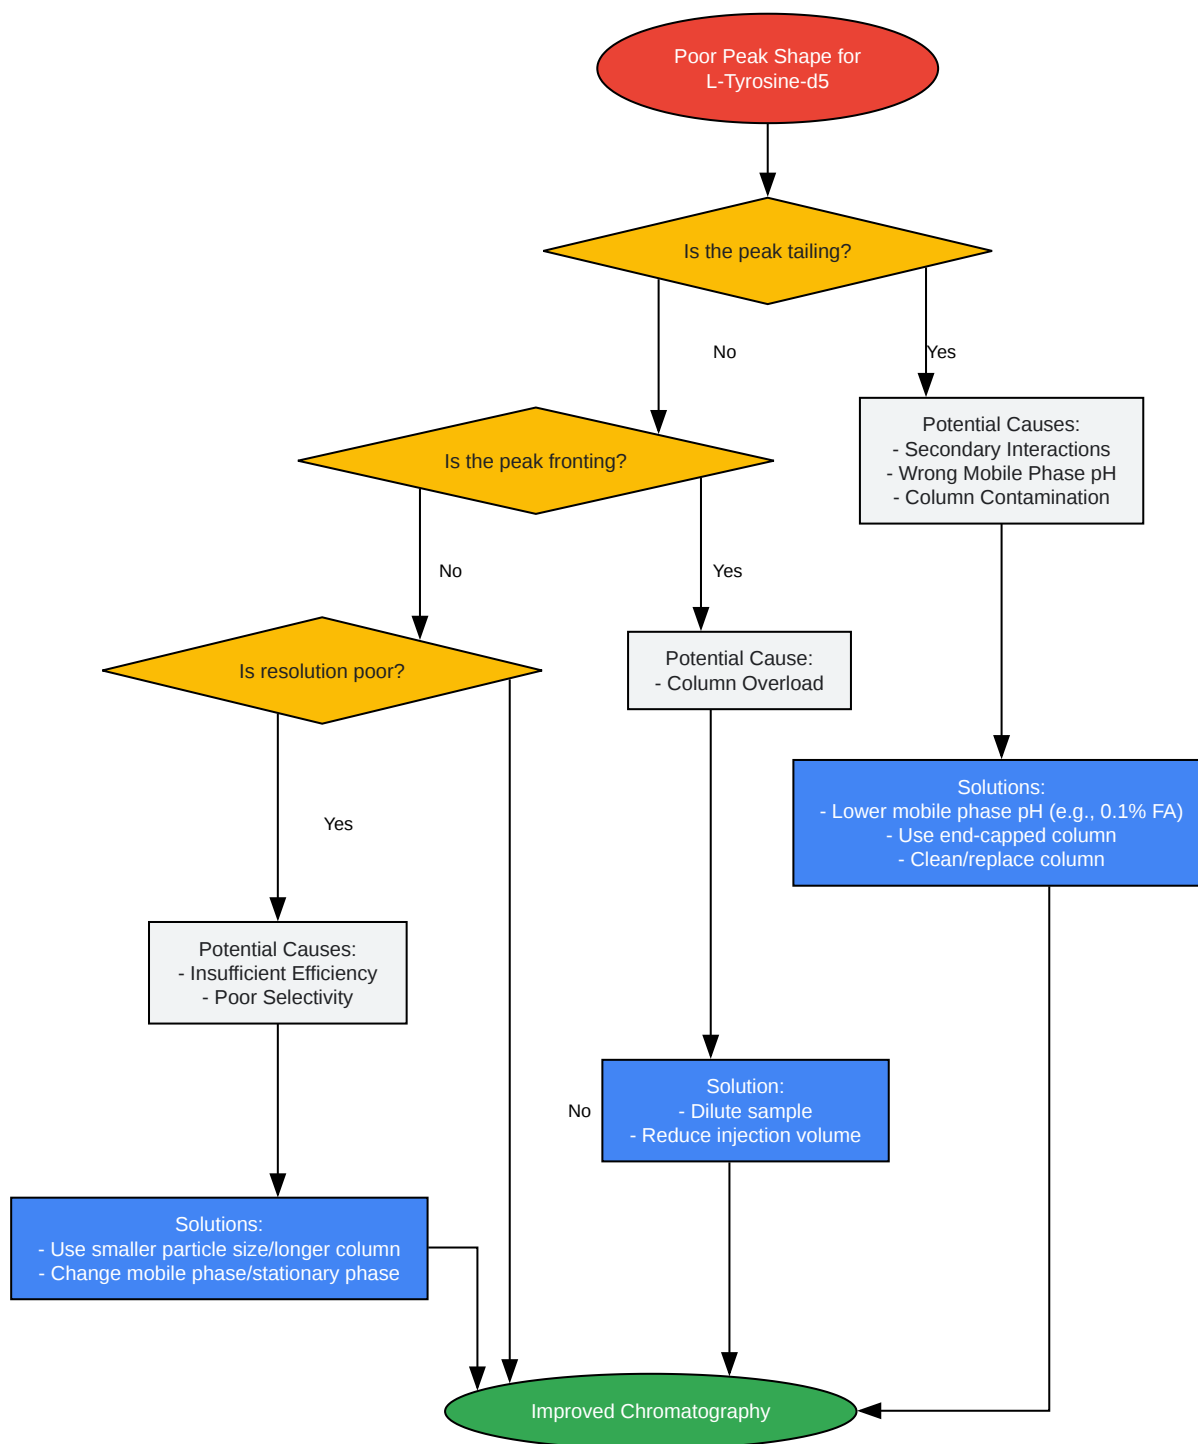 Poor Peak Shape for
L-Tyrosine-d5
Is the peak tailing?
No
Yes
Potential Causes:
- Secondary Interactions
- Wrong Mobile Phase pH
- Column Contamination
Is the peak fronting?
No
Yes
Potential Cause:
- Column Overload
Is resolution poor?
Solutions:
- Lower mobile phase pH (e.g., 0.1% FA)
- Use end-capped column
- Clean/replace column
Yes
Potential Causes:
- Insufficient Efficiency
- Poor Selectivity
No
Solution:
- Dilute sample
- Reduce injection volume
Solutions:
- Use smaller particle size/longer column
- Change mobile phase/stationary phase
Improved Chromatography